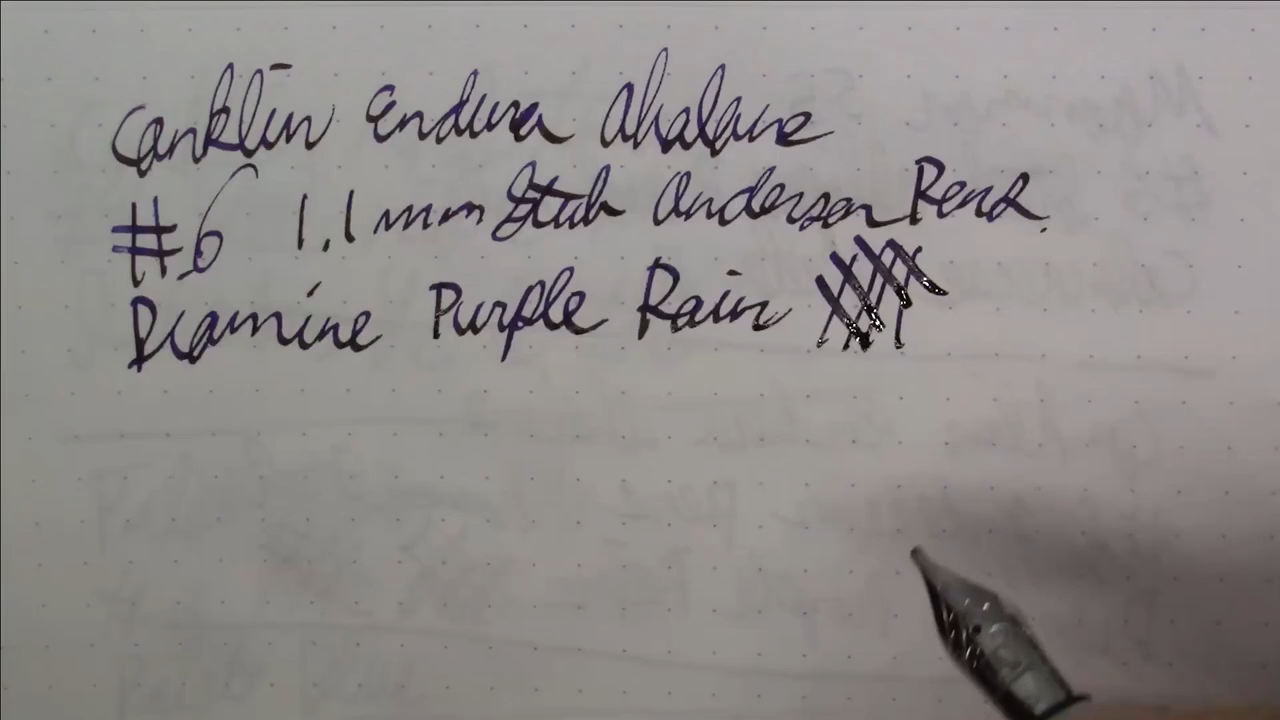 Conklin Endura Abalone
#6 1.1mm Stub Anderson Pens
Diamine Purple Rain